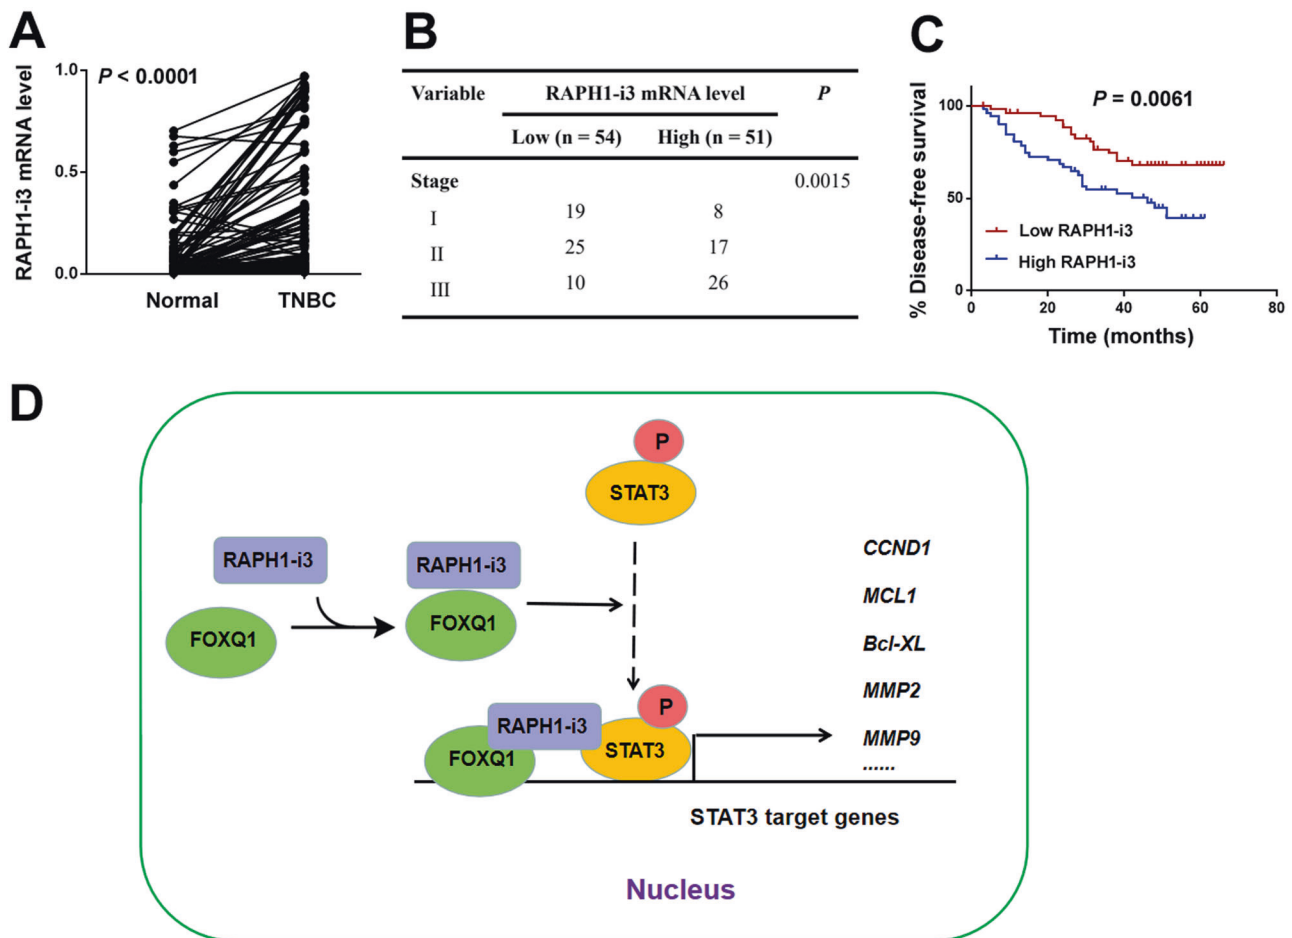 A
RAPH1-i3 mRNA level
P < 0.0001
1.0
0.5
0.0
Normal TNBC
B
Variable RAPH1-i3 mRNA level P
Low (n = 54) High (n = 51)
Stage 0.0015
I 19 8
II 25 17
III 10 26
C
% Disease-free survival
P = 0.0061
100
50
0
Low RAPH1-i3
High RAPH1-i3
0 20 40 60 80
Time (months)
D
P
STAT3
RAPH1-i3
FOXQ1
RAPH1-i3
FOXQ1
CCND1
MCL1
Bcl-XL
MMP2
MMP9
......
P
RAPH1-i3
FOXQ1
STAT3
STAT3 target genes
Nucleus